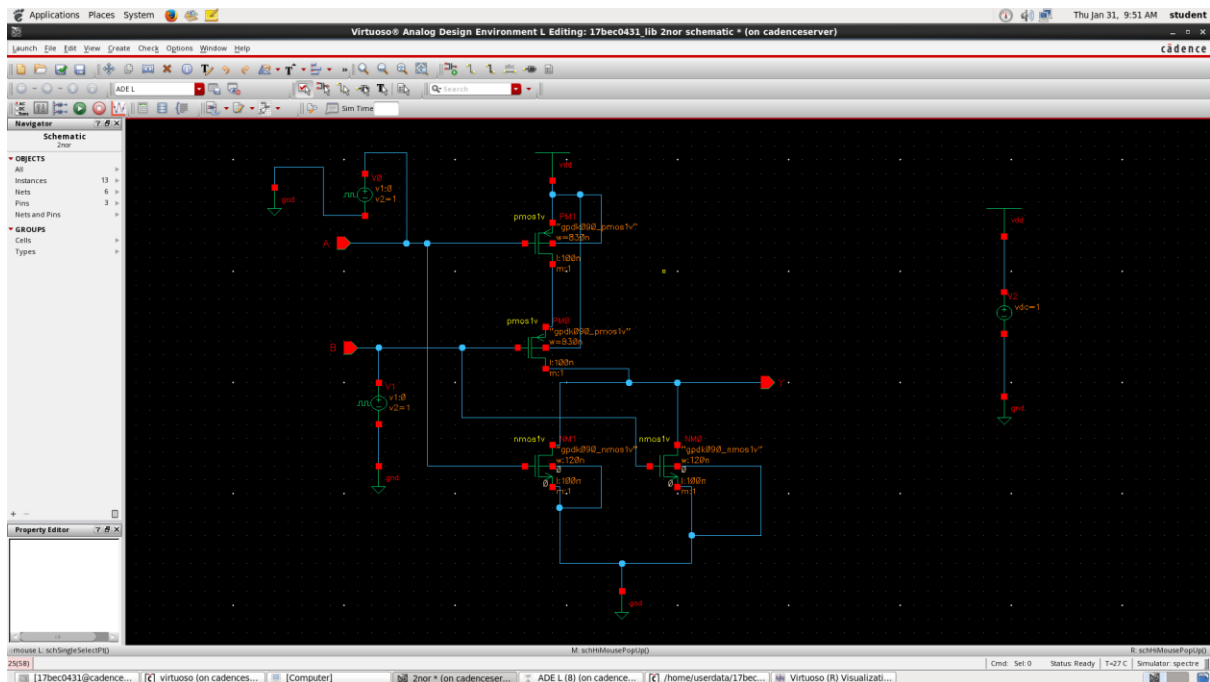 Applications Places System Thu Jan 31, 9:51 AM student
Virtuoso® Analog Design Environment L Editing: 17bec0431_lib 2nor schematic * (on cadenceserver)
Launch File Edit View Create Check Options Window Help cādence
ADE L Search
Sim Time
Navigator
Schematic
2nor
OBJECTS
All
Instances 13
Nets 6
Pins 3
Nets and Pins
GROUPS
Cells
Types
Property Editor
V0
v1:0
v2=1
gnd
vdd
pmos1v PM1
"gpdk090_pmos1v"
w=830n
l:100n
m:1
A
vdd
V2
vdc=1
gnd
pmos1v PM0
"gpdk090_pmos1v"
w=830n
l:100n
m:1
B
V1
v1:0
v2=1
gnd
Y
nmos1v NM1
"gpdk090_nmos1v"
w:120n
0
l:100n
0
m:1
nmos1v NM0
"gpdk090_nmos1v"
w:120n
0
l:100n
0
m:1
gnd
mouse L: schSingleSelectPt() M: schHiMousePopUp() R: schHiMousePopUp()
25(58) Cmd: Sel: 0 Status: Ready T=27 C Simulator: spectre
[17bec0431@cadence... virtuoso (on cadences... [Computer] 2nor * (on cadenceser... ADE L (8) (on cadence... /home/userdata/17bec... Virtuoso (R) Visualizati...